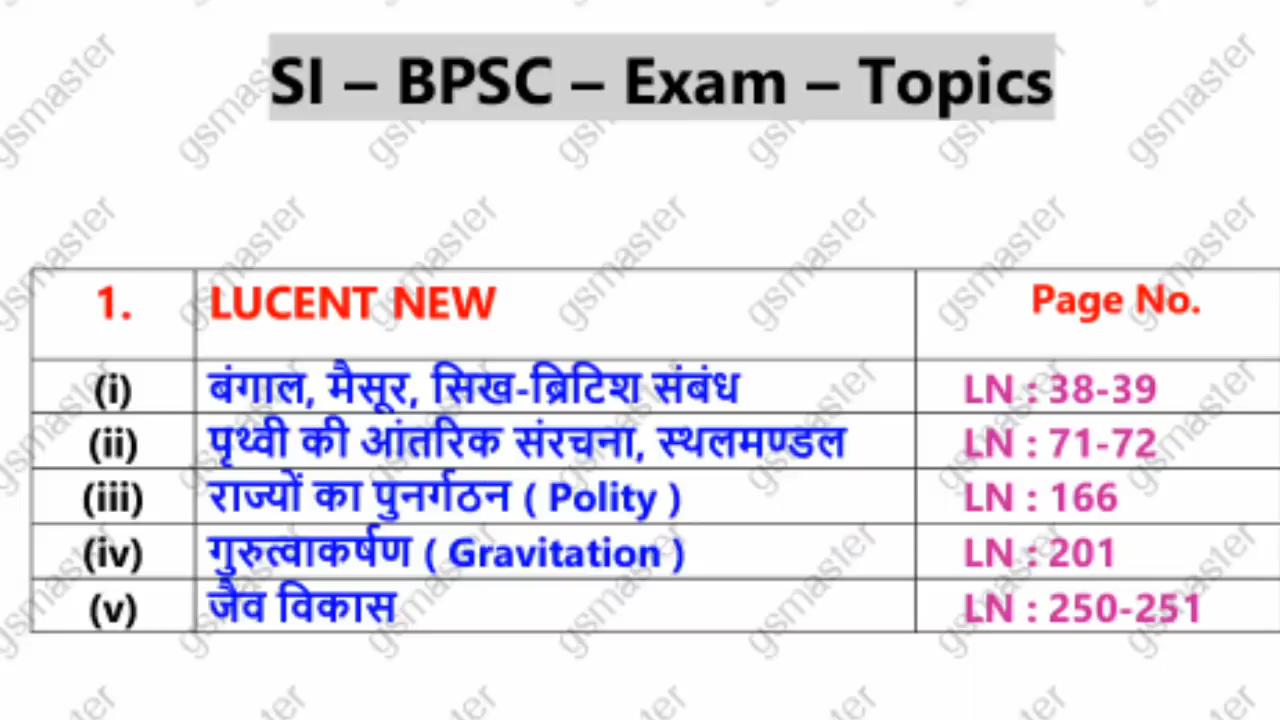 SI – BPSC – Exam – Topics
1. LUCENT NEW Page No.
(i) बंगाल, मैसूर, सिख-ब्रिटिश संबंध LN : 38-39
(ii) पृथ्वी की आंतरिक संरचना, स्थलमण्डल LN : 71-72
(iii) राज्यों का पुनर्गठन ( Polity ) LN : 166
(iv) गुरुत्वाकर्षण ( Gravitation ) LN : 201
(v) जैव विकास LN : 250-251
gsmaster